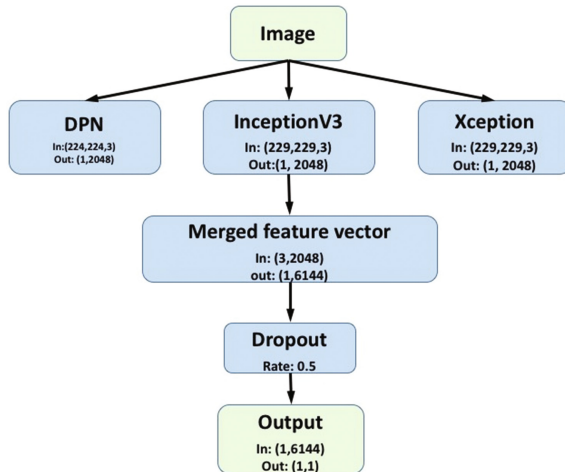 Image
DPN
In:(224,224,3)
Out: (1,2048)
InceptionV3
In: (229,229,3)
Out:(1, 2048)
Xception
In: (229,229,3)
Out: (1, 2048)
Merged feature vector
In: (3,2048)
out: (1,6144)
Dropout
Rate: 0.5
Output
In: (1,6144)
Out: (1,1)